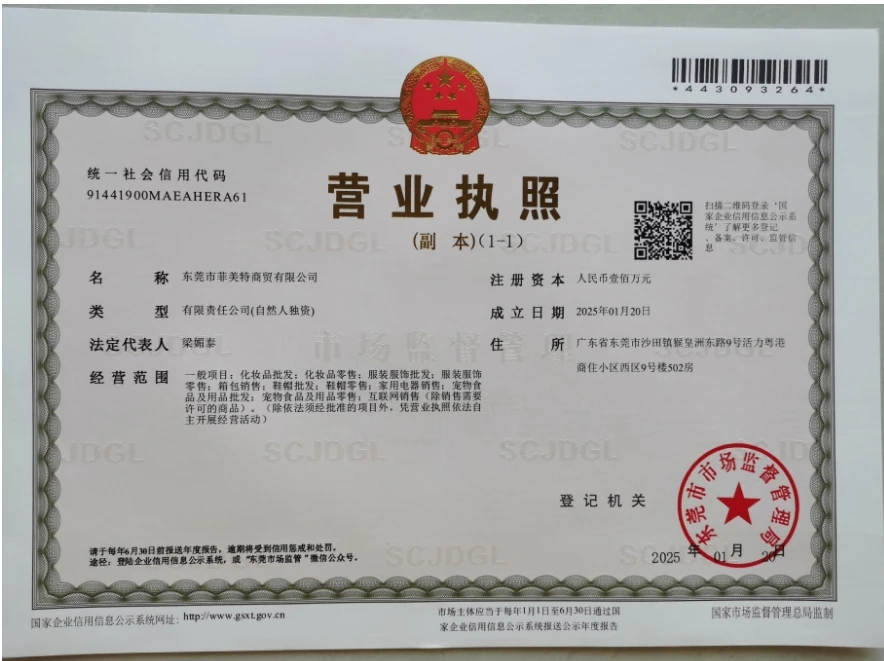 *443093264*
统一社会信用代码
91441900MAEAHERA61
营业执照
(副 本)(1-1)
扫描二维码登录‘国
家企业信用信息公示系
统’了解更多登记
、备案、许可、监管信
息
名 称 东莞市菲美特商贸有限公司
注册资本 人民币壹佰万元
类 型 有限责任公司(自然人独资)
成立日期 2025年01月20日
法定代表人 梁媚泰
住 所 广东省东莞市沙田镇猴皇洲东路9号活力粤港
商住小区西区9号楼502房
经营范围 一般项目：化妆品批发；化妆品零售；服装服饰批发；服装服饰
零售；箱包销售；鞋帽批发；鞋帽零售；家用电器销售；宠物食
品及用品批发；宠物食品及用品零售；互联网销售（除销售需要
许可的商品）。（除依法须经批准的项目外，凭营业执照依法自
主开展经营活动）
SCJDGL
市场监督管理
登记机关
东莞市市场监督管理局
2025 年 01 月 20日
请于每年6月30日前报送年度报告，逾期将受到信用惩戒和处罚。
途径：登陆企业信用信息公示系统，或“东莞市场监管”微信公众号。
国家企业信用信息公示系统网址：http://www.gsxt.gov.cn
市场主体应当于每年1月1日至6月30日通过国
家企业信用信息公示系统报送公示年度报告
国家市场监督管理总局监制